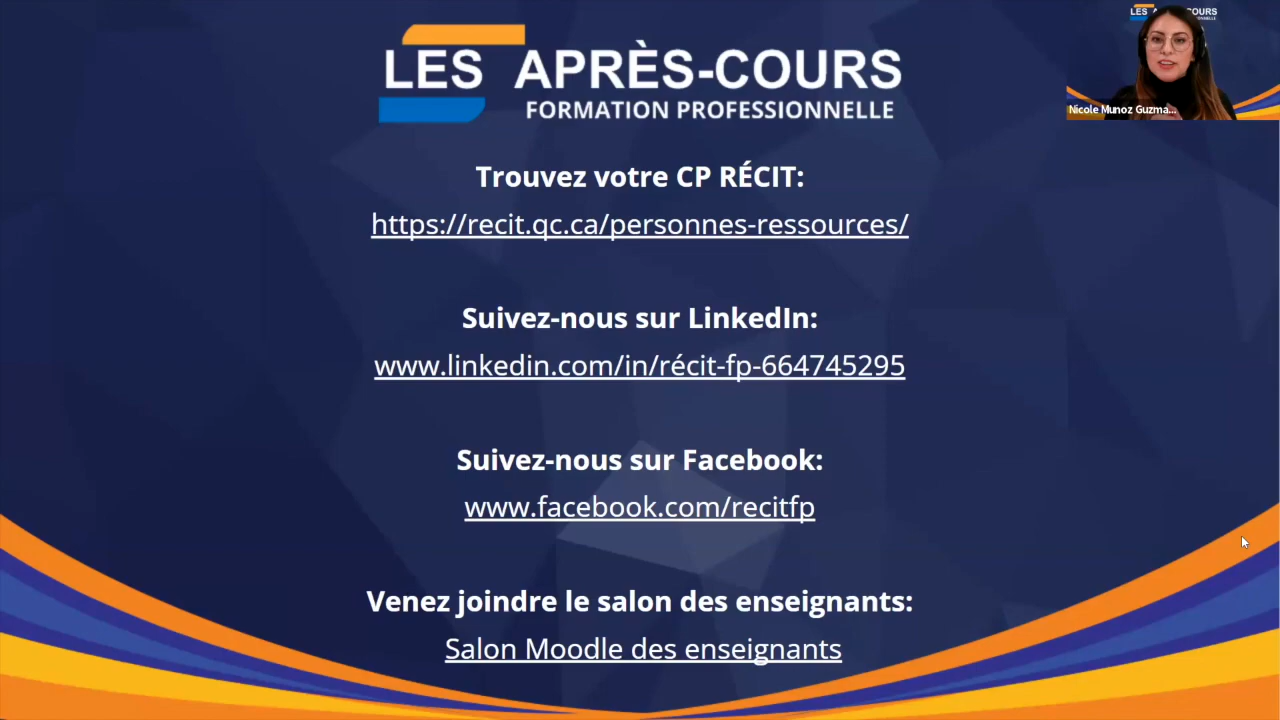 LES APRÈS-COURS
FORMATION PROFESSIONNELLE
Nicole Munoz Guzma...
Trouvez votre CP RÉCIT:
https://recit.qc.ca/personnes-ressources/
Suivez-nous sur LinkedIn:
www.linkedin.com/in/récit-fp-664745295
Suivez-nous sur Facebook:
www.facebook.com/recitfp
Venez joindre le salon des enseignants:
Salon Moodle des enseignants